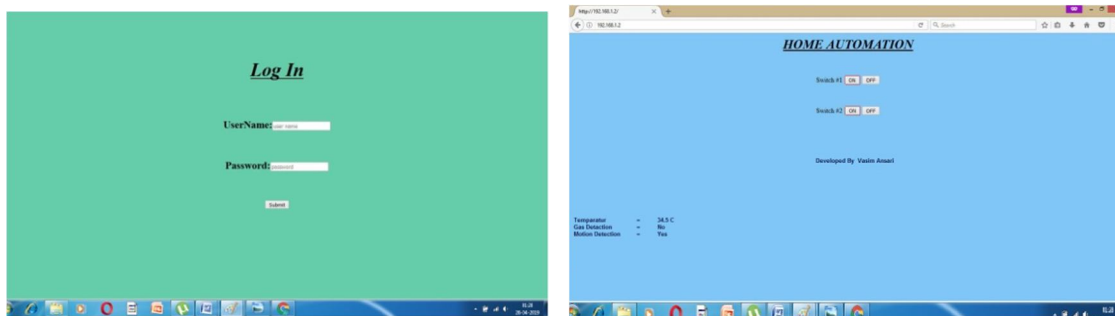 Log In
UserName: user name
Password: password
Submit
http://192.168.1.2/
192.168.1.2
Search
HOME AUTOMATION
Switch #1 ON OFF
Switch #2 ON OFF
Developed By Vasim Ansari
Temparator = 34.5 C
Gas Detection = No
Motion Detection = Yes